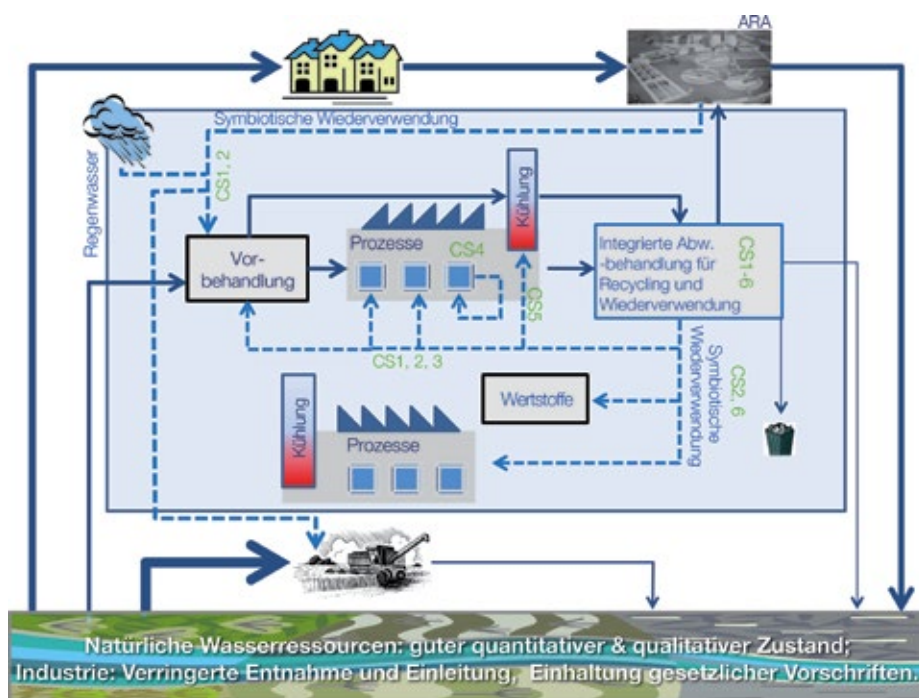 ARA
Symbiotische Wiederverwendung
Regenwasser
CS1, 2
Kühlung
Vor-
behandlung
Prozesse
CS4
Integrierte Abw.
-behandlung für
Recycling und
Wiederverwendung
CS1-6
CS5
CS1, 2, 3
Symbiotische
Wiederverwendung
CS2, 6
Wertstoffe
Kühlung
Prozesse
Natürliche Wasserressourcen: guter quantitativer & qualitativer Zustand;
Industrie: Verringerte Entnahme und Einleitung, Einhaltung gesetzlicher Vorschriften.